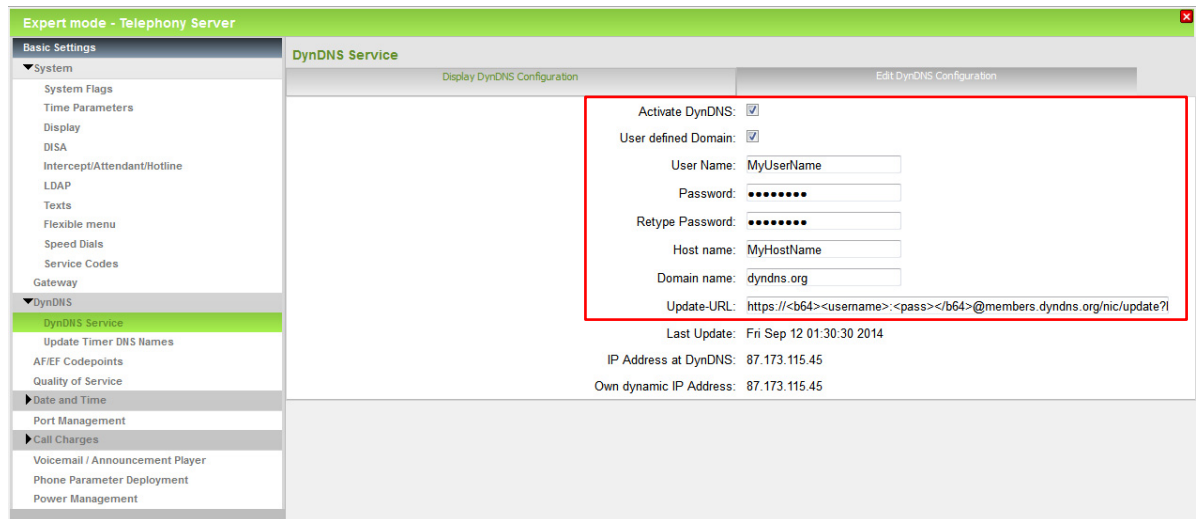 Expert mode - Telephony Server
Basic Settings
System
System Flags
Time Parameters
Display
DISA
Intercept/Attendant/Hotline
LDAP
Texts
Flexible menu
Speed Dials
Service Codes
Gateway
DynDNS
DynDNS Service
Update Timer DNS Names
AF/EF Codepoints
Quality of Service
Date and Time
Port Management
Call Charges
Voicemail / Announcement Player
Phone Parameter Deployment
Power Management
DynDNS Service
Display DynDNS Configuration
Edit DynDNS Configuration
Activate DynDNS:
User defined Domain:
User Name: MyUserName
Password: ●●●●●●●●
Retype Password: ●●●●●●●●
Host name: MyHostName
Domain name: dyndns.org
Update-URL: https://<b64><username>:<pass></b64>@members.dyndns.org/nic/update?
Last Update: Fri Sep 12 01:30:30 2014
IP Address at DynDNS: 87.173.115.45
Own dynamic IP Address: 87.173.115.45